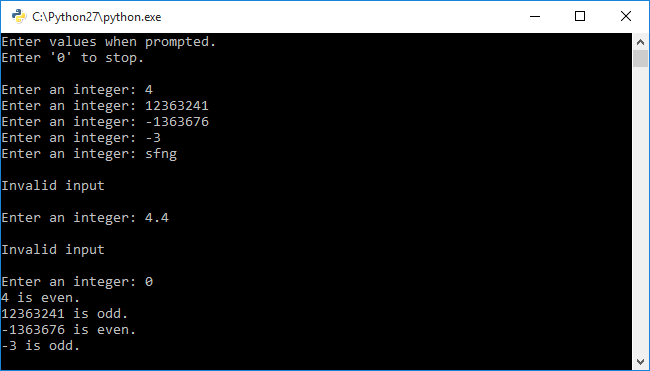 C:\Python27\python.exe
Enter values when prompted.
Enter '0' to stop.
Enter an integer: 4
Enter an integer: 12363241
Enter an integer: -1363676
Enter an integer: -3
Enter an integer: sfng
Invalid input
Enter an integer: 4.4
Invalid input
Enter an integer: 0
4 is even.
12363241 is odd.
-1363676 is even.
-3 is odd.